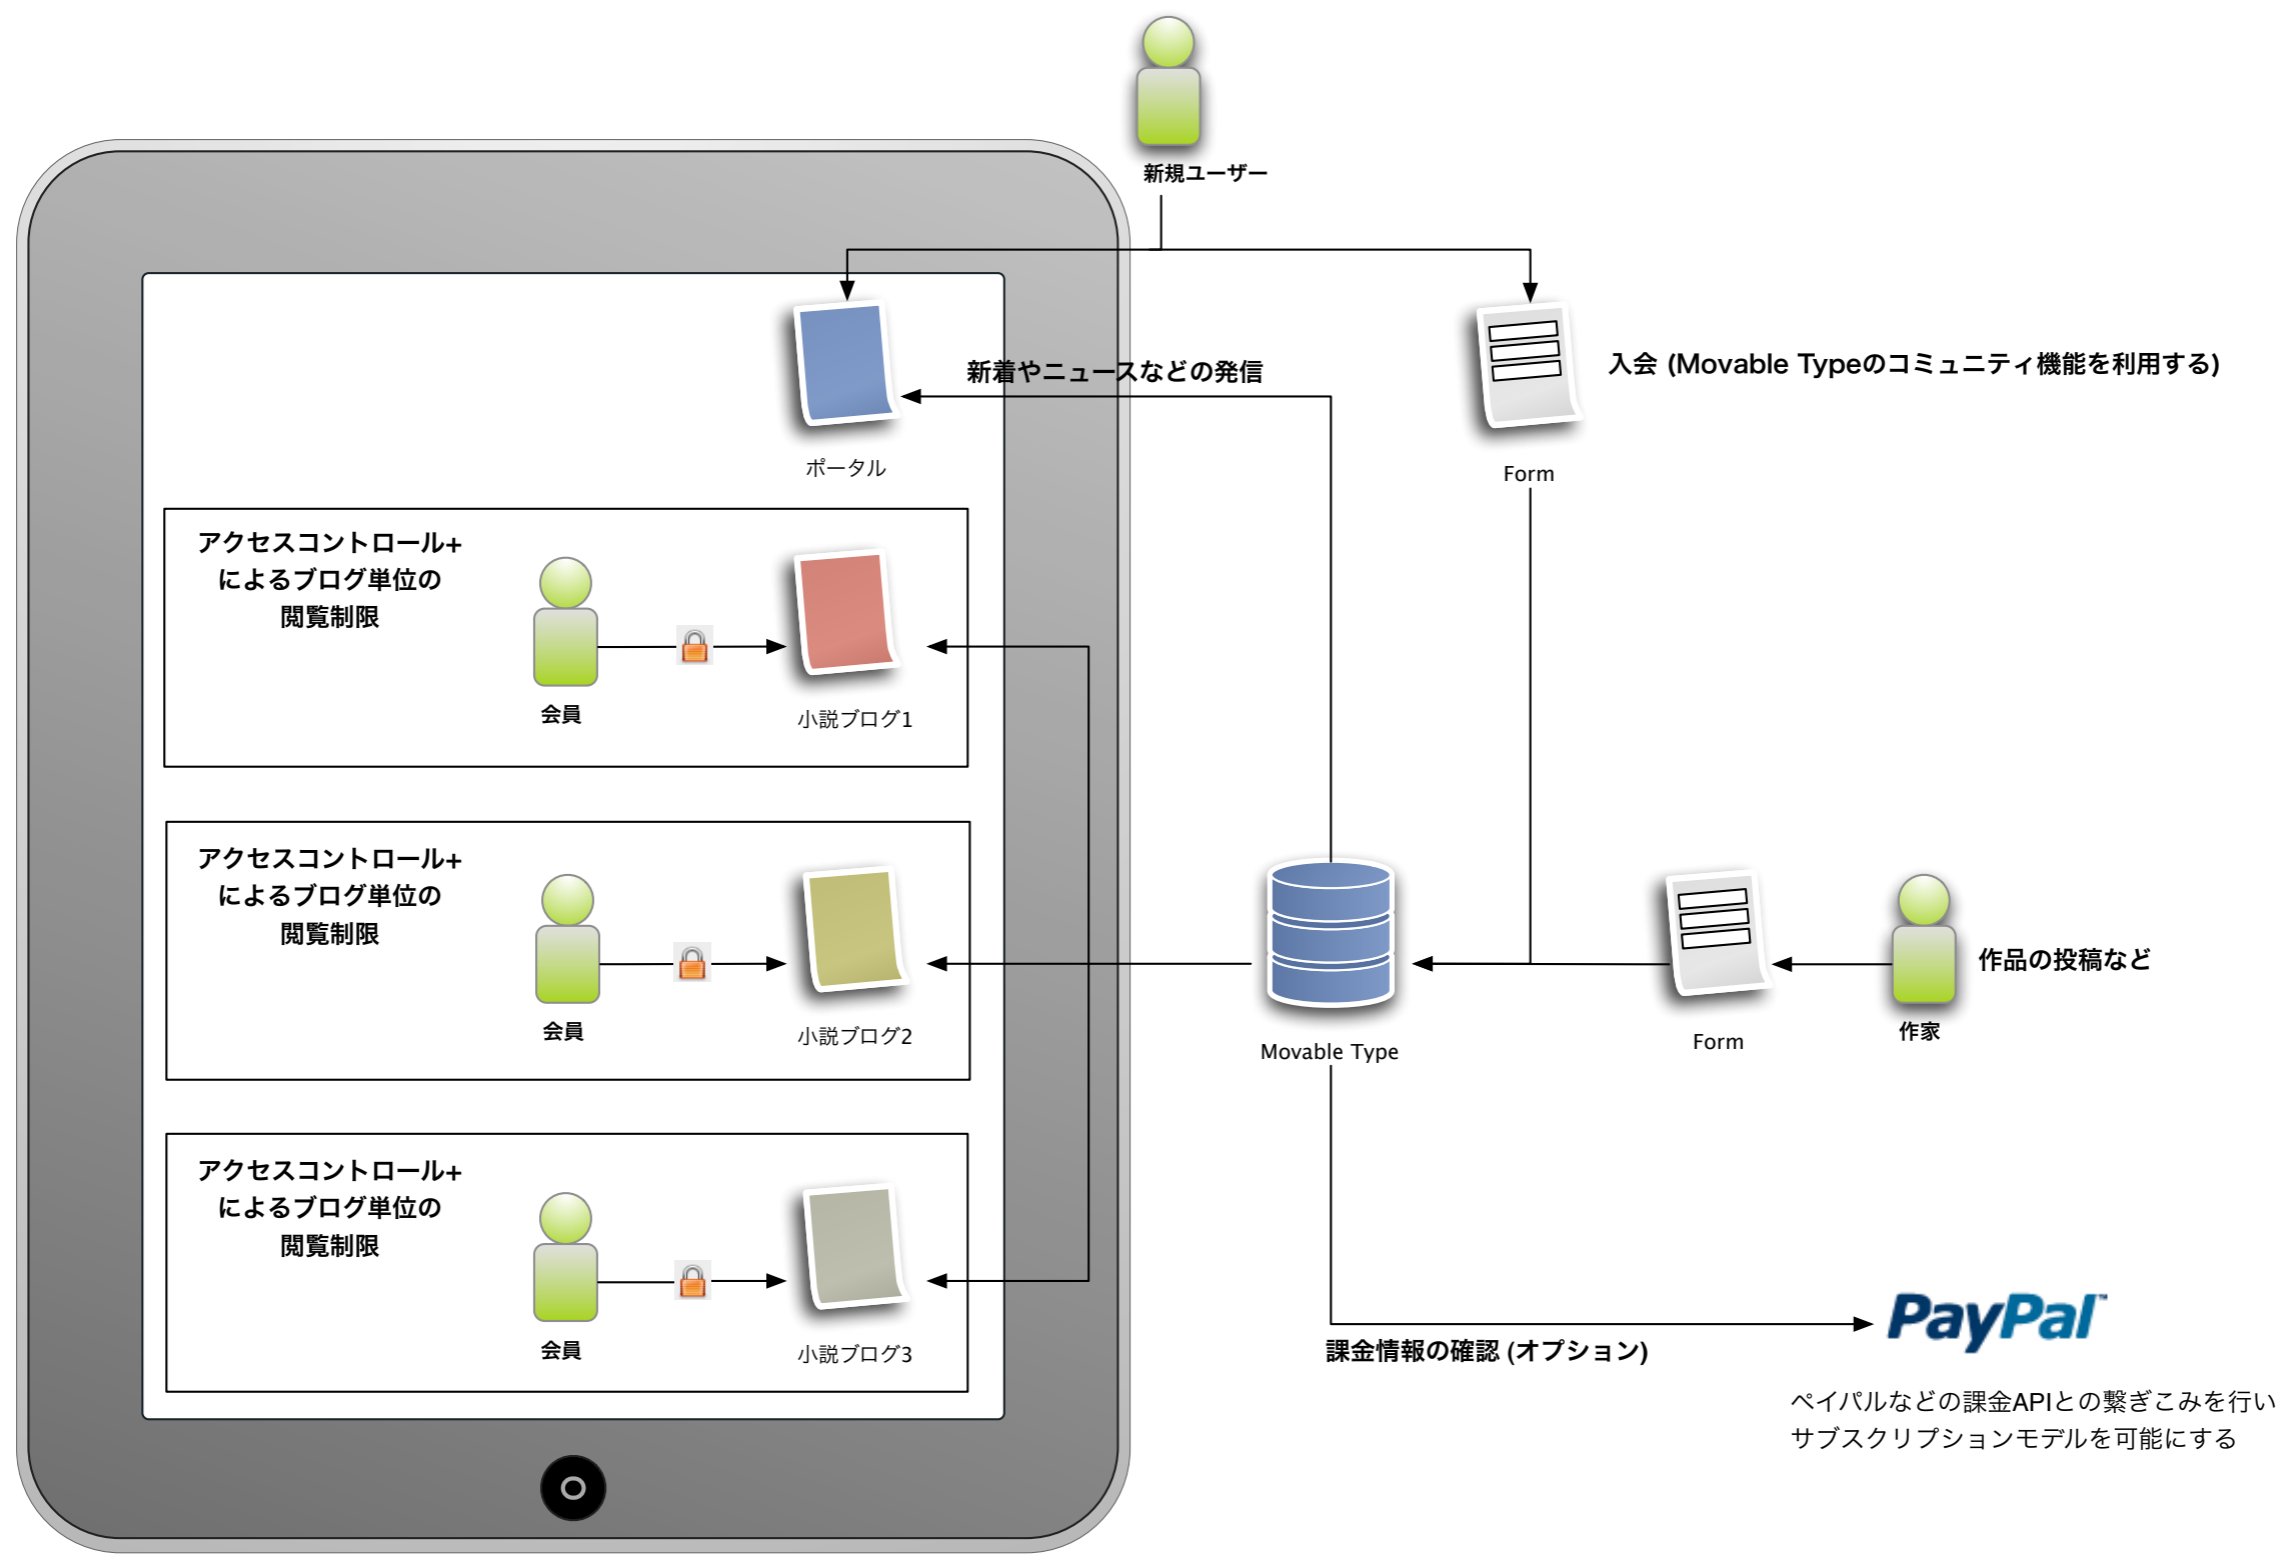 新規ユーザー
新着やニュースなどの発信
入会 (Movable Typeのコミュニティ機能を利用する)
ポータル
Form
アクセスコントロール+
によるブログ単位の
閲覧制限
会員
小説ブログ1
アクセスコントロール+
によるブログ単位の
閲覧制限
会員
小説ブログ2
Movable Type
Form
作家
作品の投稿など
アクセスコントロール+
によるブログ単位の
閲覧制限
会員
小説ブログ3
課金情報の確認 (オプション)
PayPal™
ペイパルなどの課金APIとの繋ぎこみを行い
サブスクリプションモデルを可能にする